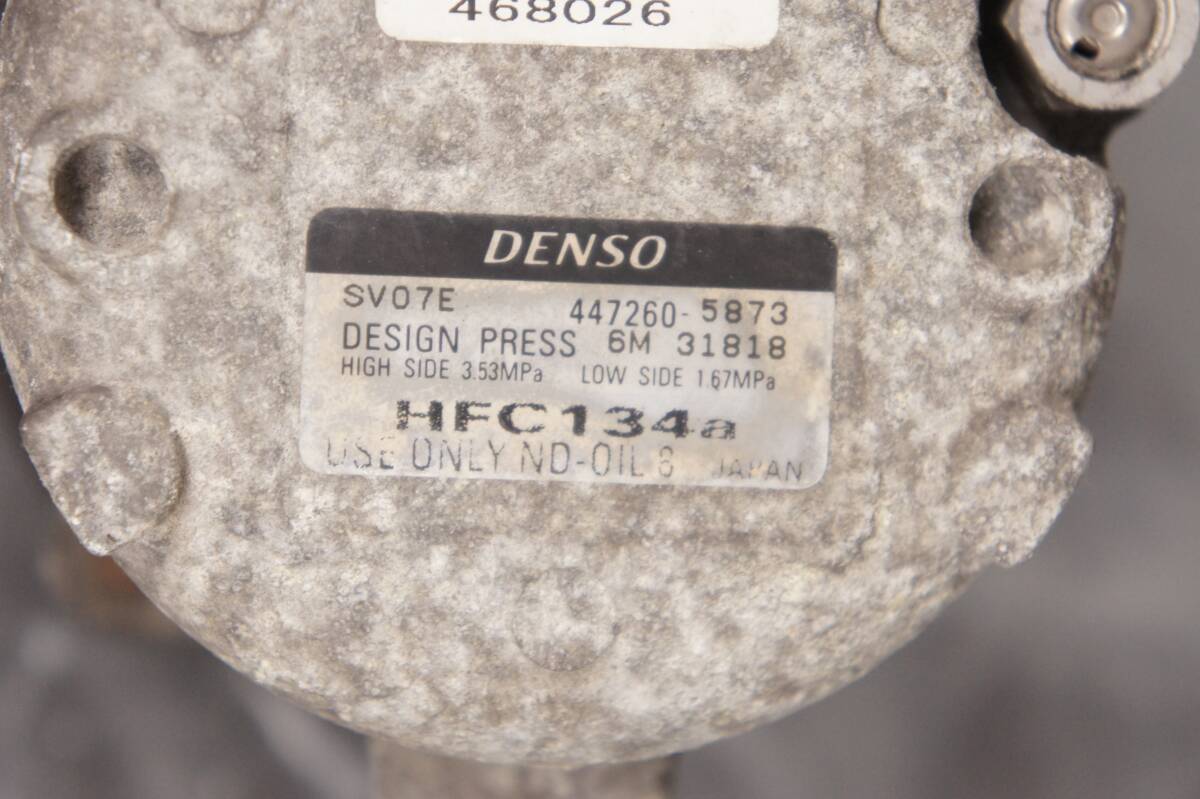 468026
DENSO
SV07E 447260-5873
DESIGN PRESS 6M 31818
HIGH SIDE 3.53MPa LOW SIDE 1.67MPa
HFC134a
USE ONLY ND-OIL 8 JAPAN